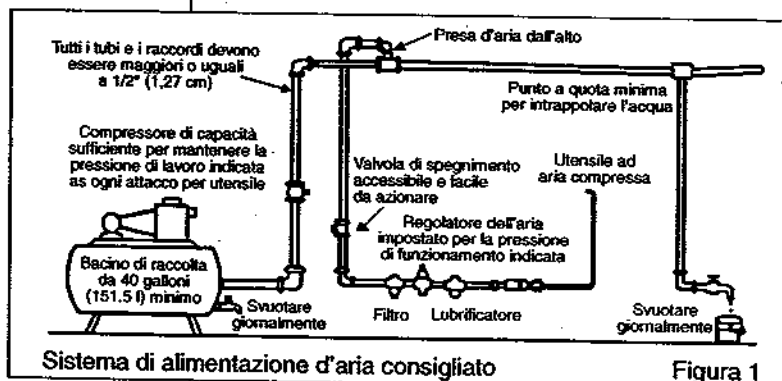 Presa d'aria dall'alto
Tutti i tubi e i raccordi devono
essere maggiori o uguali
a 1/2" (1,27 cm)
Punto a quota minima
per intrappolare l'acqua
Compressore di capacità
sufficiente per mantenere la
pressione di lavoro indicata
as ogni attacco per utensile
Valvola di spegnimento
accessibile e facile
da azionare
Utensile ad
aria compressa
Regolatore dell'aria
impostato per la pressione
di funzionamento indicata
Bacino di raccolta
da 40 galloni
(151.5 l) minimo
Svuotare
giornalmente
Filtro
Lubrificatore
Svuotare
giornalmente
Sistema di alimentazione d'aria consigliato
Figura 1